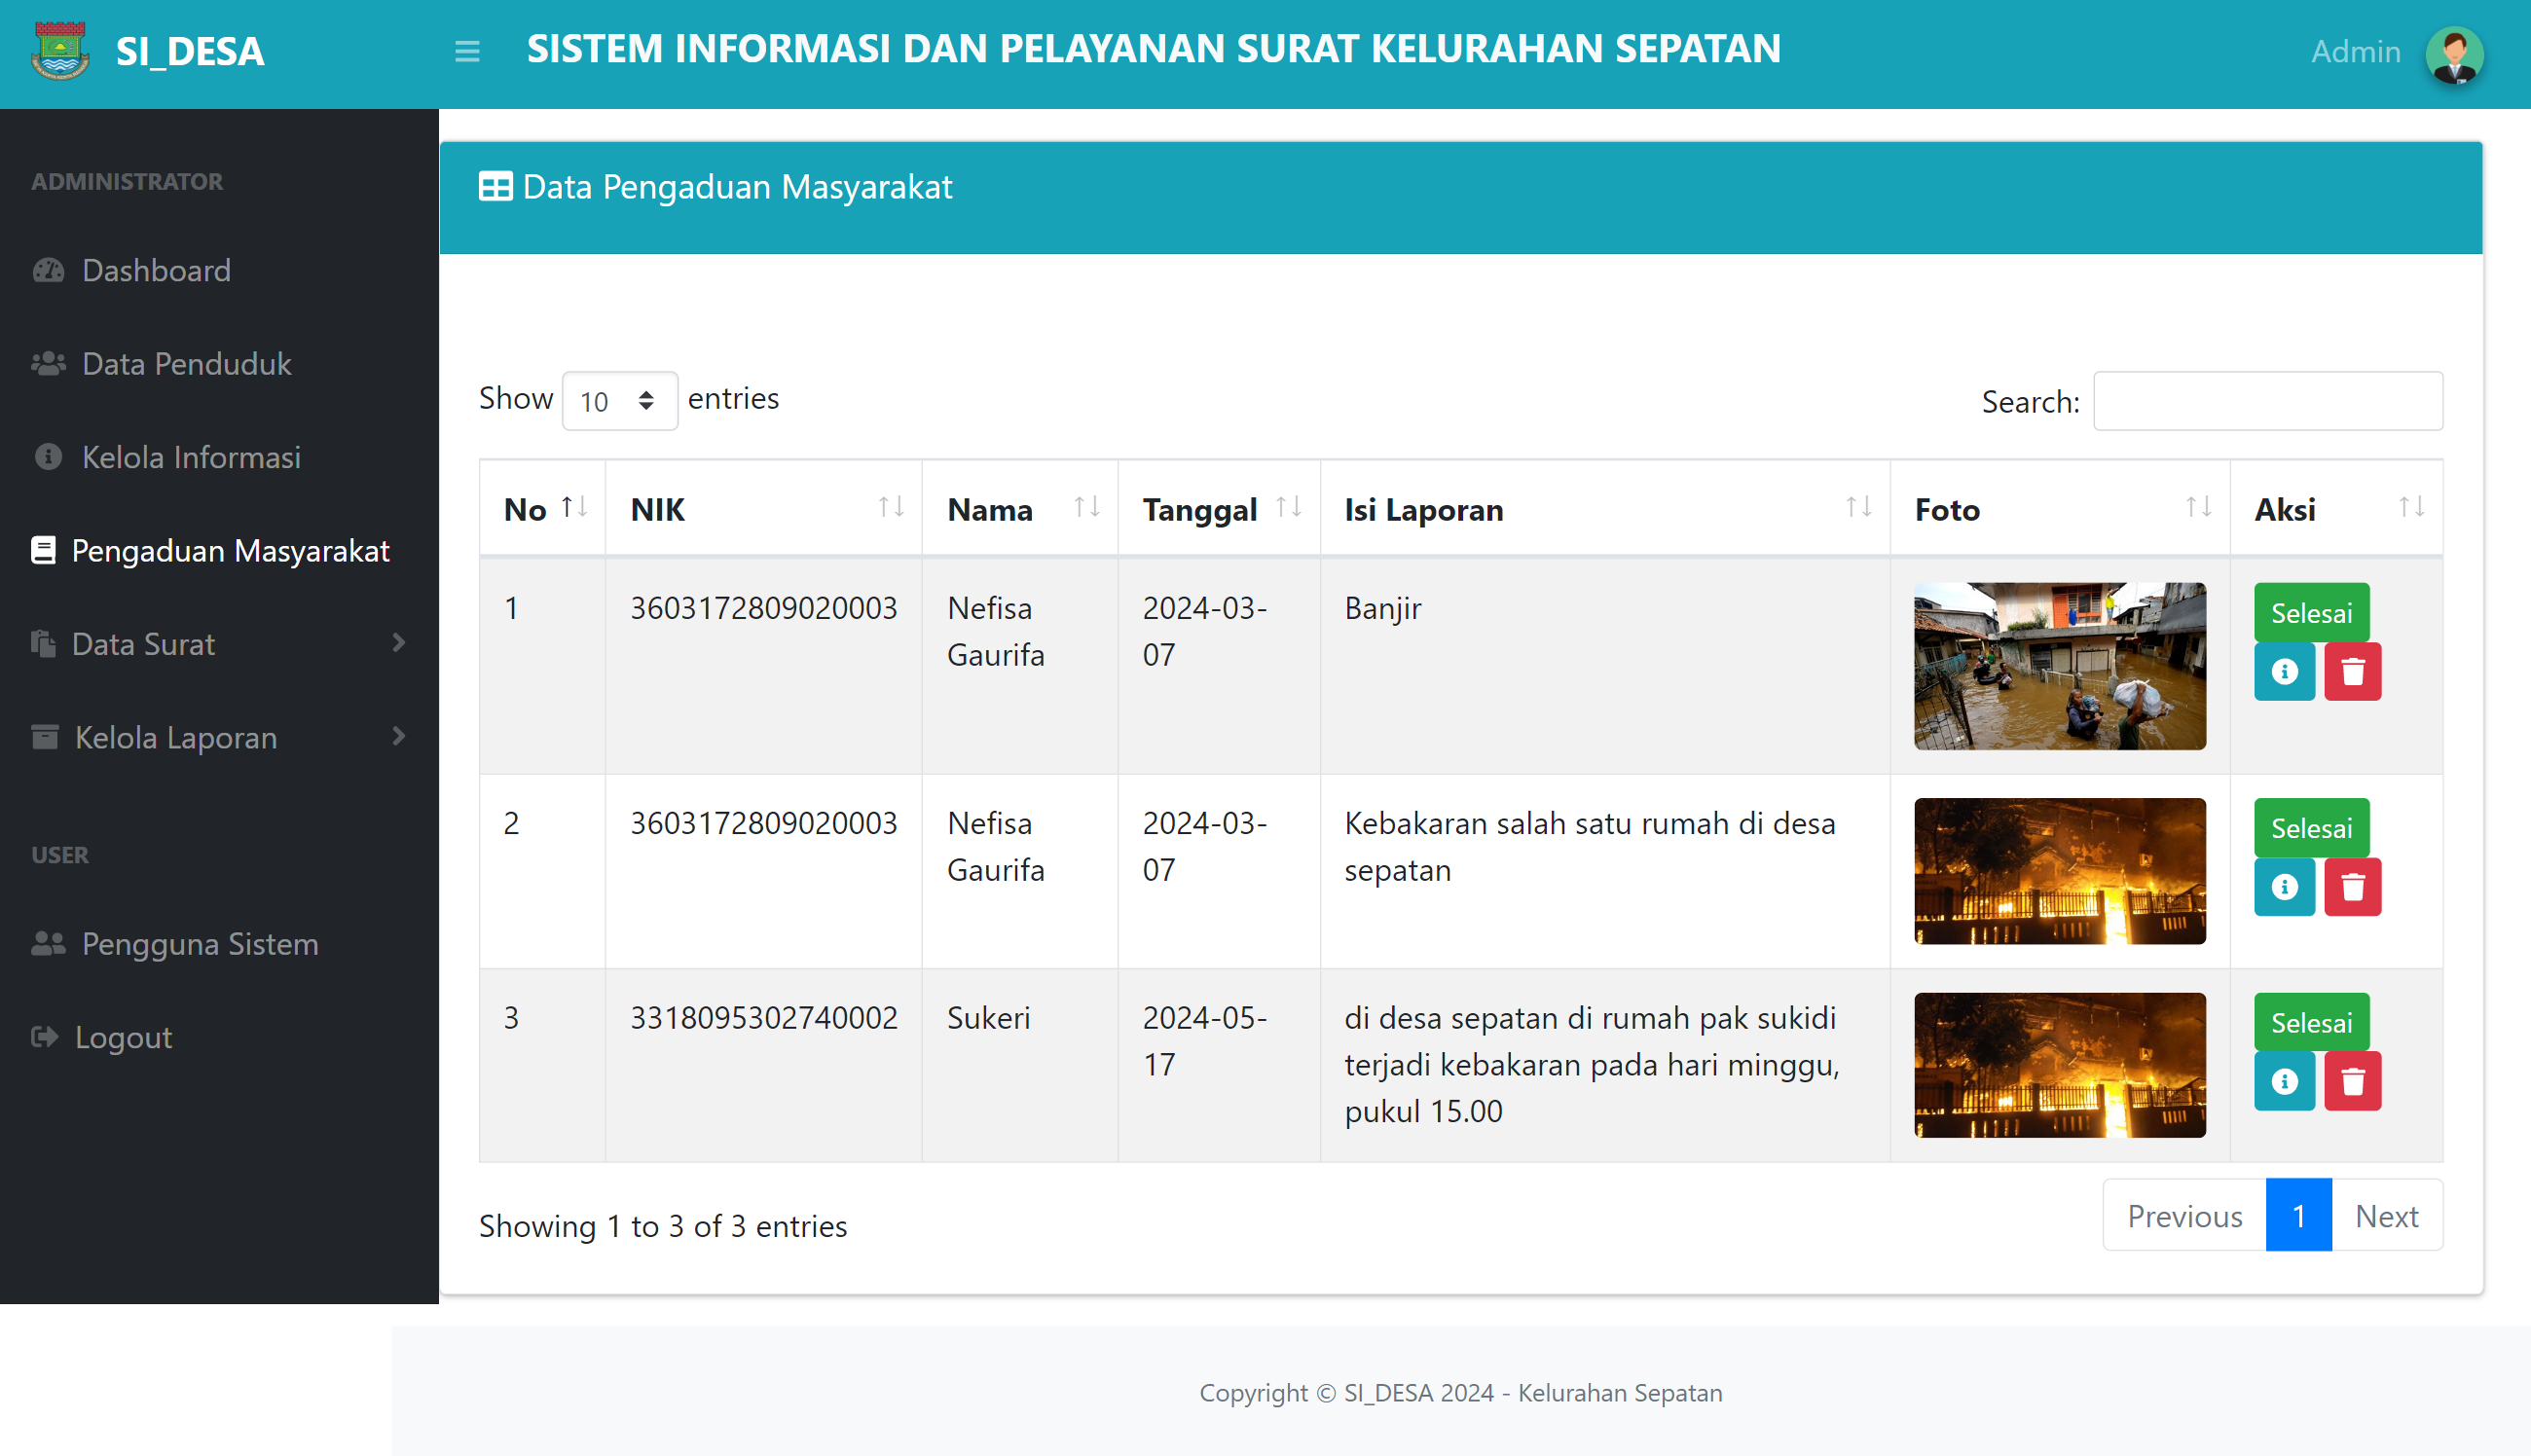 SI_DESA
SISTEM INFORMASI DAN PELAYANAN SURAT KELURAHAN SEPATAN
Admin
ADMINISTRATOR
Dashboard
Data Penduduk
Kelola Informasi
Pengaduan Masyarakat
Data Surat
Kelola Laporan
USER
Pengguna Sistem
Logout
Data Pengaduan Masyarakat
Show 10 entries
Search:
No NIK Nama Tanggal Isi Laporan Foto Aksi
1 3603172809020003 Nefisa 2024-03- Banjir Selesai
Gaurifa 07
2 3603172809020003 Nefisa 2024-03- Kebakaran salah satu rumah di desa Selesai
Gaurifa 07 sepatan
3 3318095302740002 Sukeri 2024-05- di desa sepatan di rumah pak sukidi Selesai
17 terjadi kebakaran pada hari minggu,
pukul 15.00
Showing 1 to 3 of 3 entries
Previous 1 Next
Copyright © SI_DESA 2024 - Kelurahan Sepatan